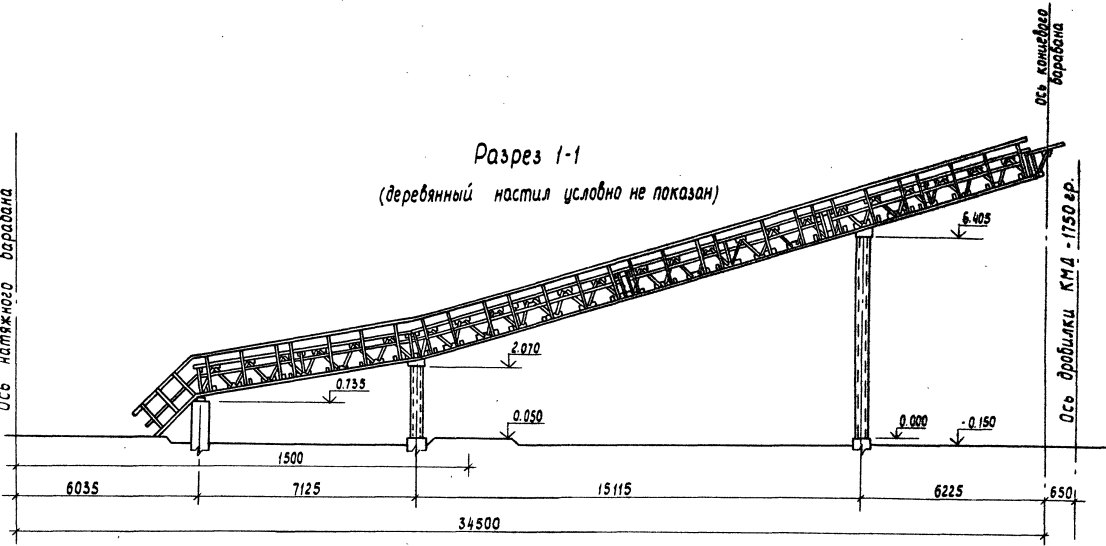 Ось концевого
барабана
Разрез 1-1
(деревянный настил условно не показан)
Ось натяжного барабана
6.405
Ось дробилки КМД-1750гр.
2.070
0.735
0.050
0.000
-0.150
1500
6035
7125
15115
6225
650
34500